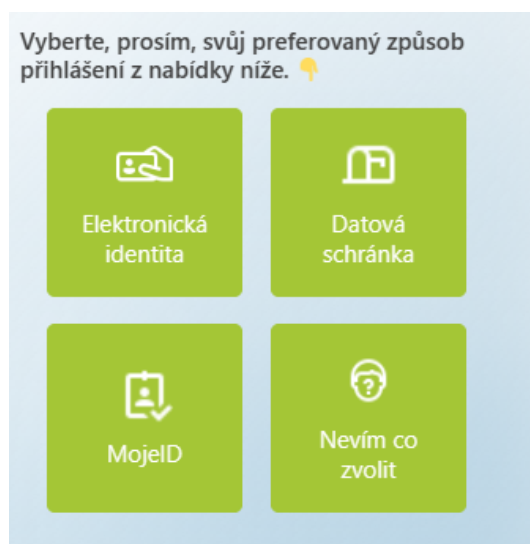 Vyberte, prosím, svůj preferovaný způsob
přihlášení z nabídky níže. 👇
Elektronická
identita
Datová
schránka
MojeID
Nevím co
zvolit